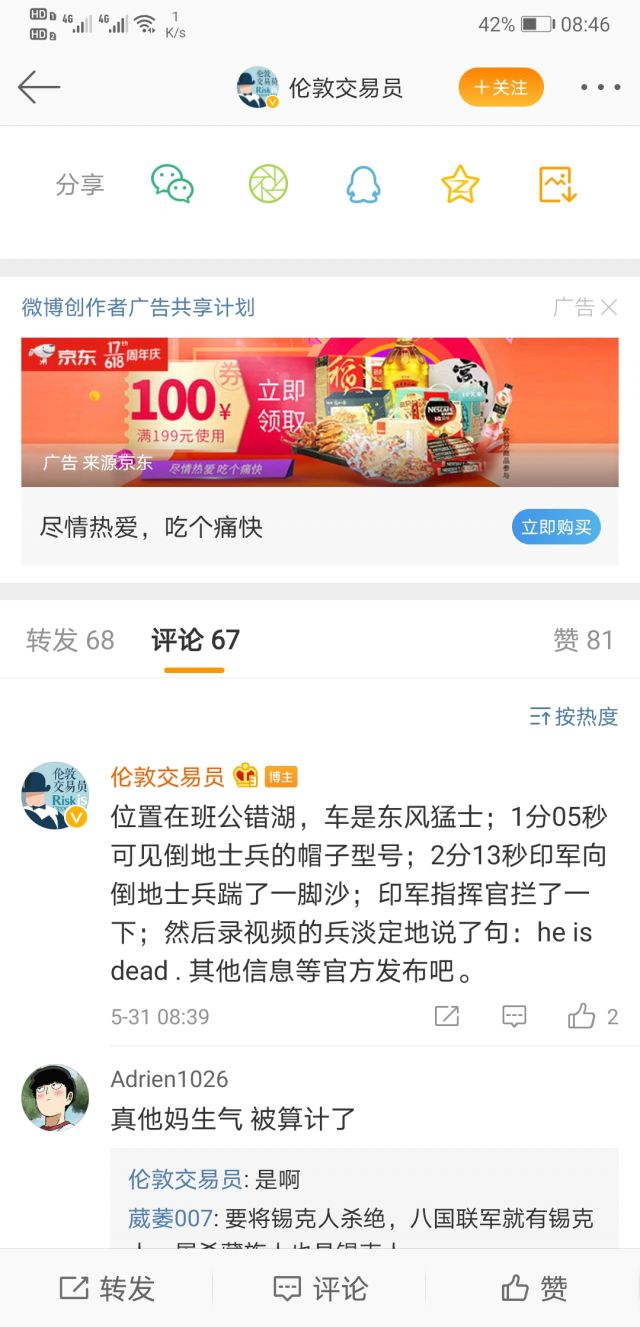 HD 1 4G 4G 1 42% 08:46
HD 2 K/s
伦敦交易员
+关注
分享
微博创作者广告共享计划
广告
京东 17th 618周年庆
券
100¥
满199元使用
立即
领取
广告 来源京东
尽情热爱 吃个痛快
福
NESCAFE
尽情热爱，吃个痛快
立即购买
转发 68 评论 67 赞 81
按热度
伦敦交易员 博主
位置在班公错湖，车是东风猛士；1分05秒
可见倒地士兵的帽子型号；2分13秒印军向
倒地士兵踹了一脚沙；印军指挥官拦了一
下；然后录视频的兵淡定地说了句：he is
dead . 其他信息等官方发布吧。
5-31 08:39 2
Adrien1026
真他妈生气 被算计了
伦敦交易员: 是啊
葳萎007: 要将锡克人杀绝，八国联军就有锡克
转发 评论 赞